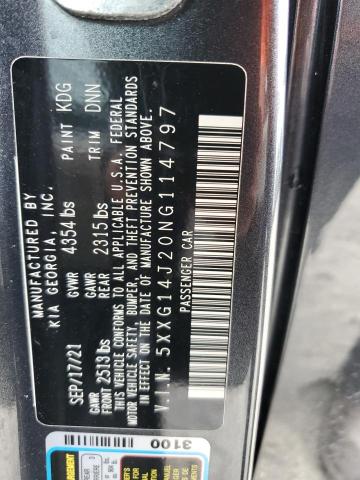 MANUFACTURED BY
KIA GEORGIA, INC.
SEP/17/21
GVWR
4354 lbs
PAINT KDG
GAWR
FRONT 2513 lbs
GAWR
REAR 2315 lbs
TRIM DNN
THIS VEHICLE CONFORMS TO ALL APPLICABLE U.S.A. FEDERAL
MOTOR VEHICLE SAFETY, BUMPER, AND THEFT PREVENTION STANDARDS
IN EFFECT ON THE DATE OF MANUFACTURE SHOWN ABOVE.
V.I.N. 5XXG14J20NG114797
PASSENGER CAR
3100
REAR